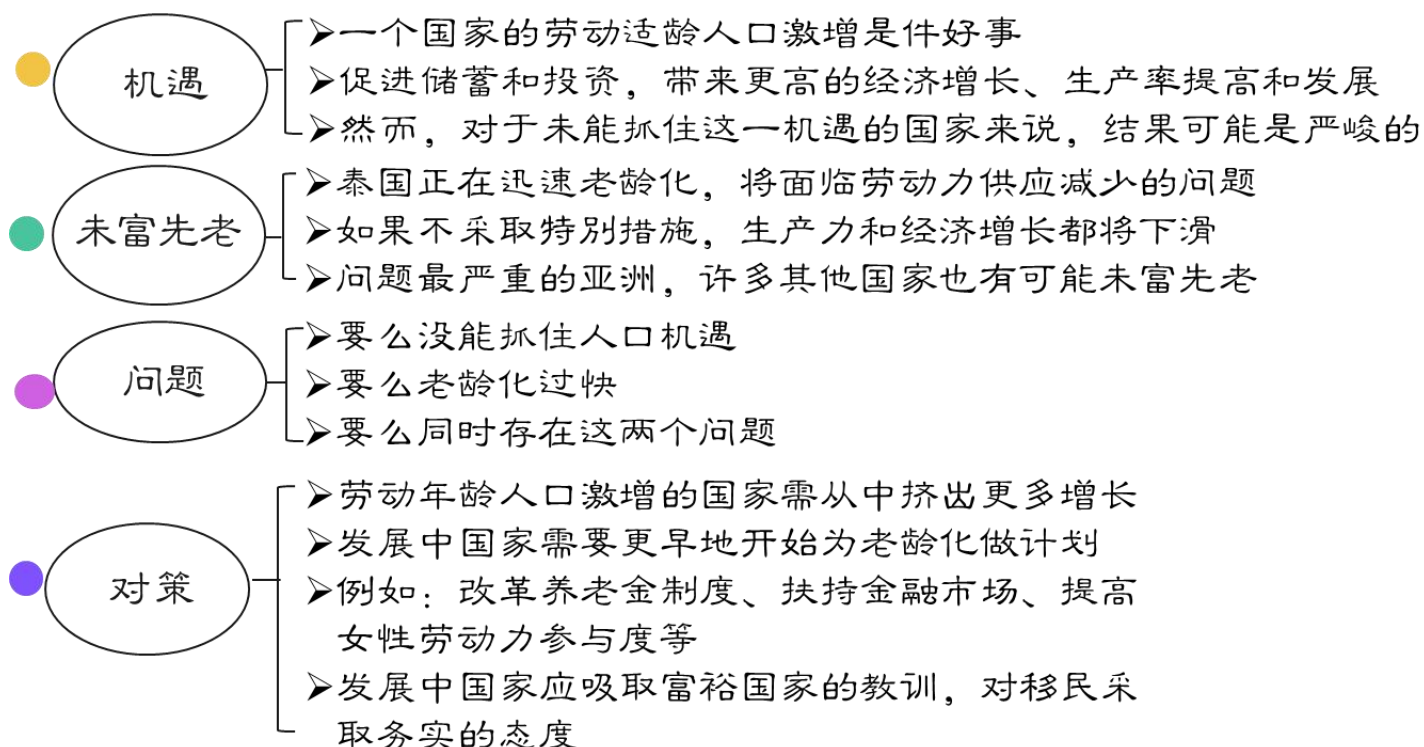 机遇
➢一个国家的劳动适龄人口激增是件好事
➢促进储蓄和投资，带来更高的经济增长、生产率提高和发展
➢然而，对于未能抓住这一机遇的国家来说，结果可能是严峻的
未富先老
➢泰国正在迅速老龄化，将面临劳动力供应减少的问题
➢如果不采取特别措施，生产力和经济增长都将下滑
➢问题最严重的亚洲，许多其他国家也有可能未富先老
问题
➢要么没能抓住人口机遇
➢要么老龄化过快
➢要么同时存在这两个问题
对策
➢劳动年龄人口激增的国家需从中挤出更多增长
➢发展中国家需要更早地开始为老龄化做计划
➢例如：改革养老金制度、扶持金融市场、提高
女性劳动力参与度等
➢发展中国家应吸取富裕国家的教训，对移民采
取务实的态度